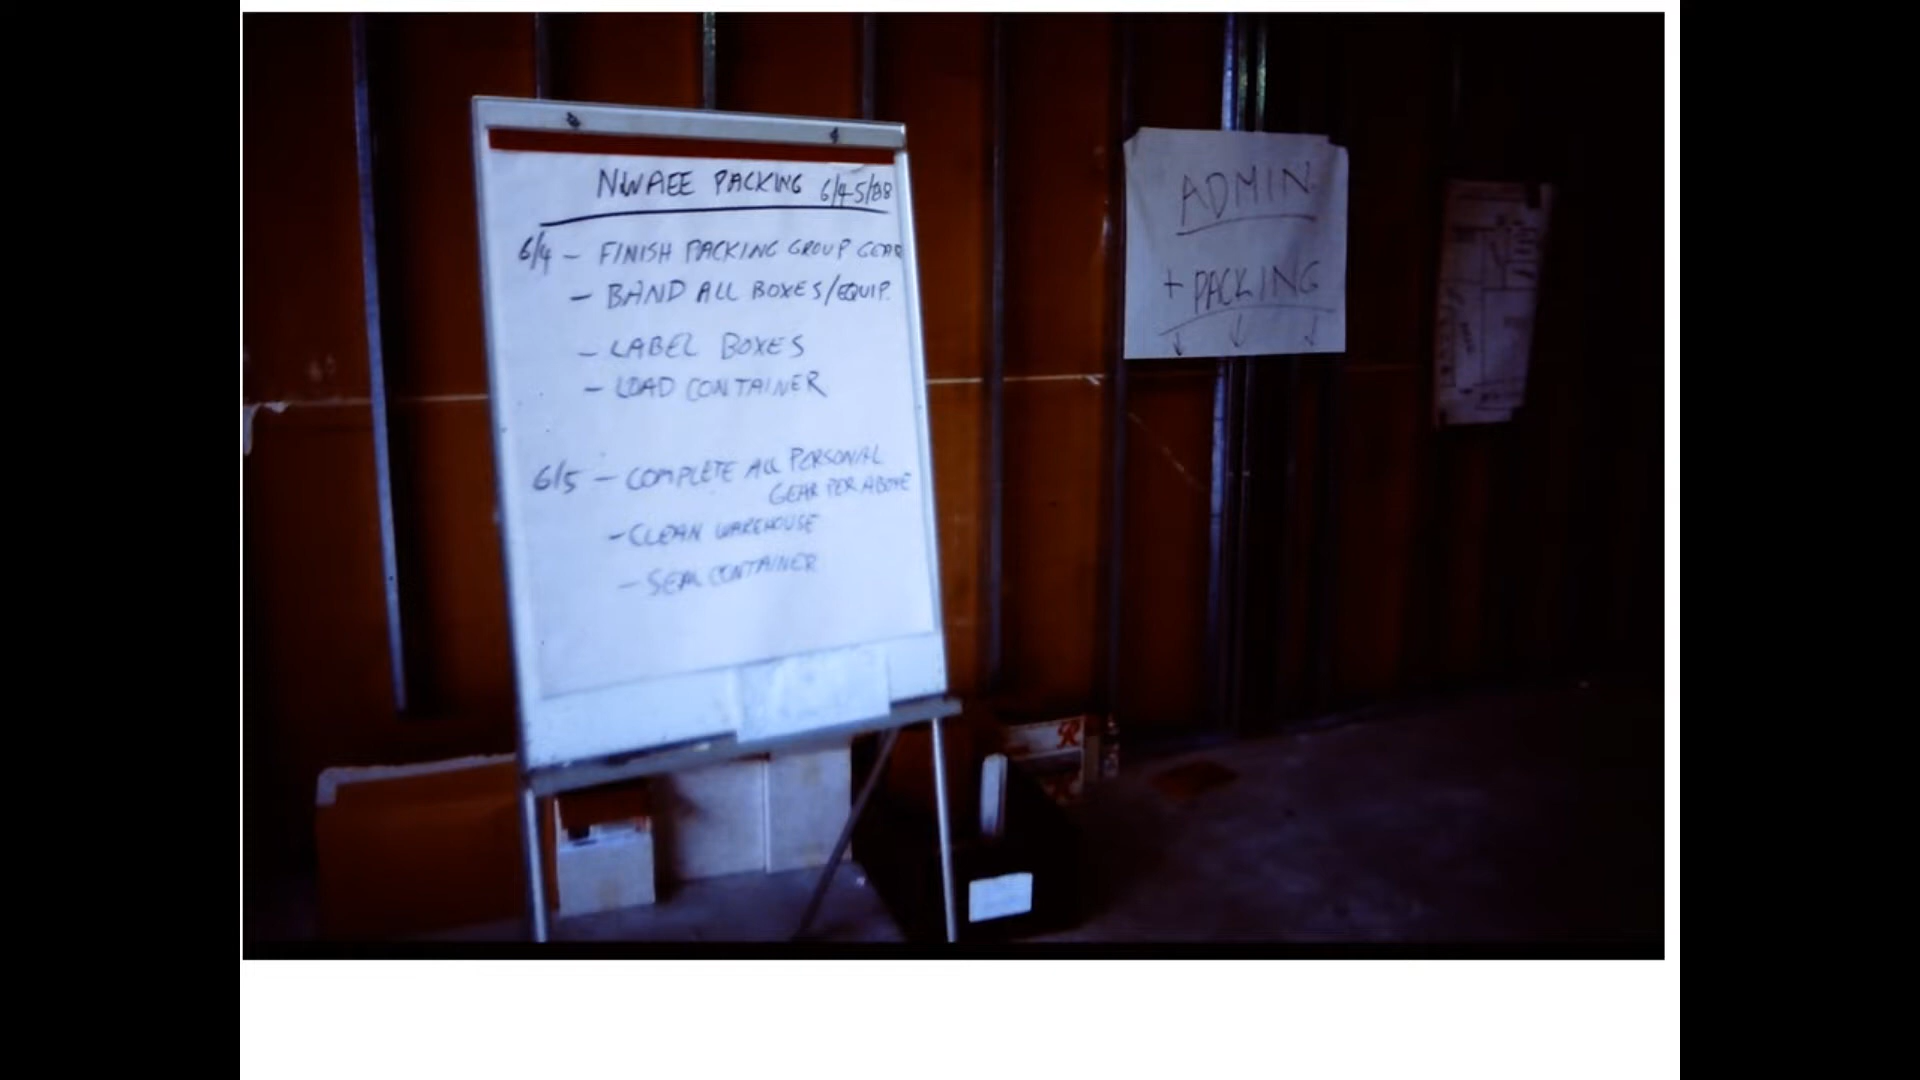 NWAEE PACKING 6/4-5/88
6/4 - FINISH PACKING GROUP GEAR
- BAND ALL BOXES/EQUIP.
- LABEL BOXES
- LOAD CONTAINER
6/5 - COMPLETE ALL PERSONAL
GEAR PER ABOVE
- CLEAN WAREHOUSE
- SEAL CONTAINER
ADMIN
+ PACKING
R